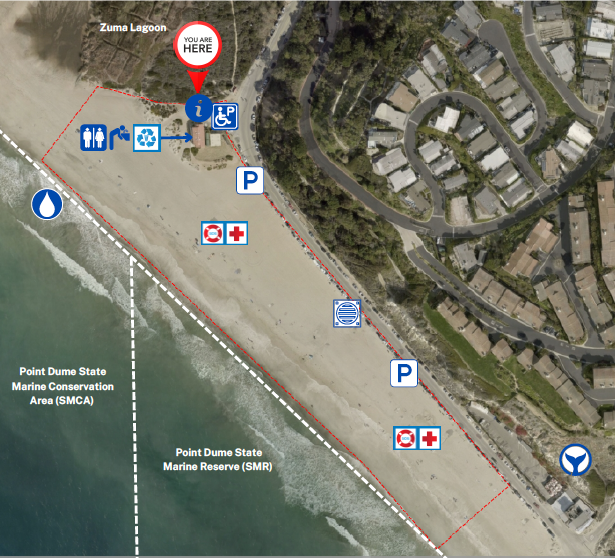 Zuma Lagoon
YOU ARE
HERE
i
P
P
P
Point Dume State
Marine Conservation
Area (SMCA)
Point Dume State
Marine Reserve (SMR)